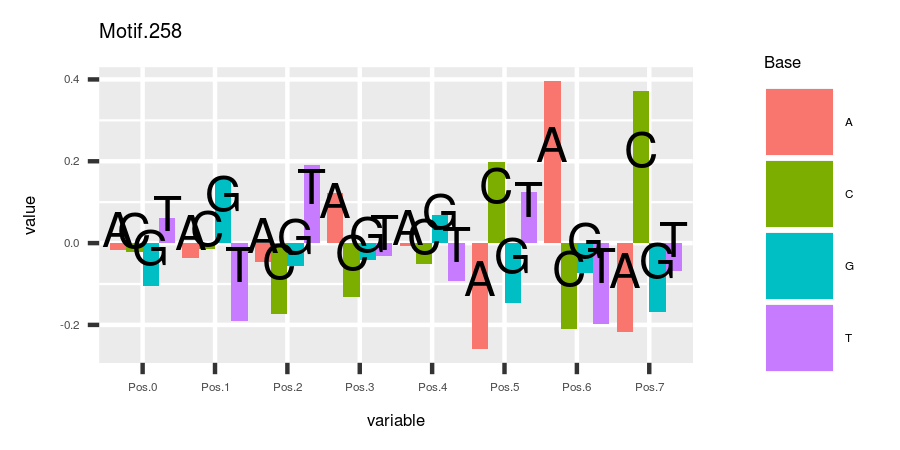 Motif.258
Base
0.4
0.2
0.0
-0.2
value
A C G T A C G T A C G T A C G T A C G T A C G T A C G T A C G T
A
C
G
T
Pos.0 Pos.1 Pos.2 Pos.3 Pos.4 Pos.5 Pos.6 Pos.7
variable